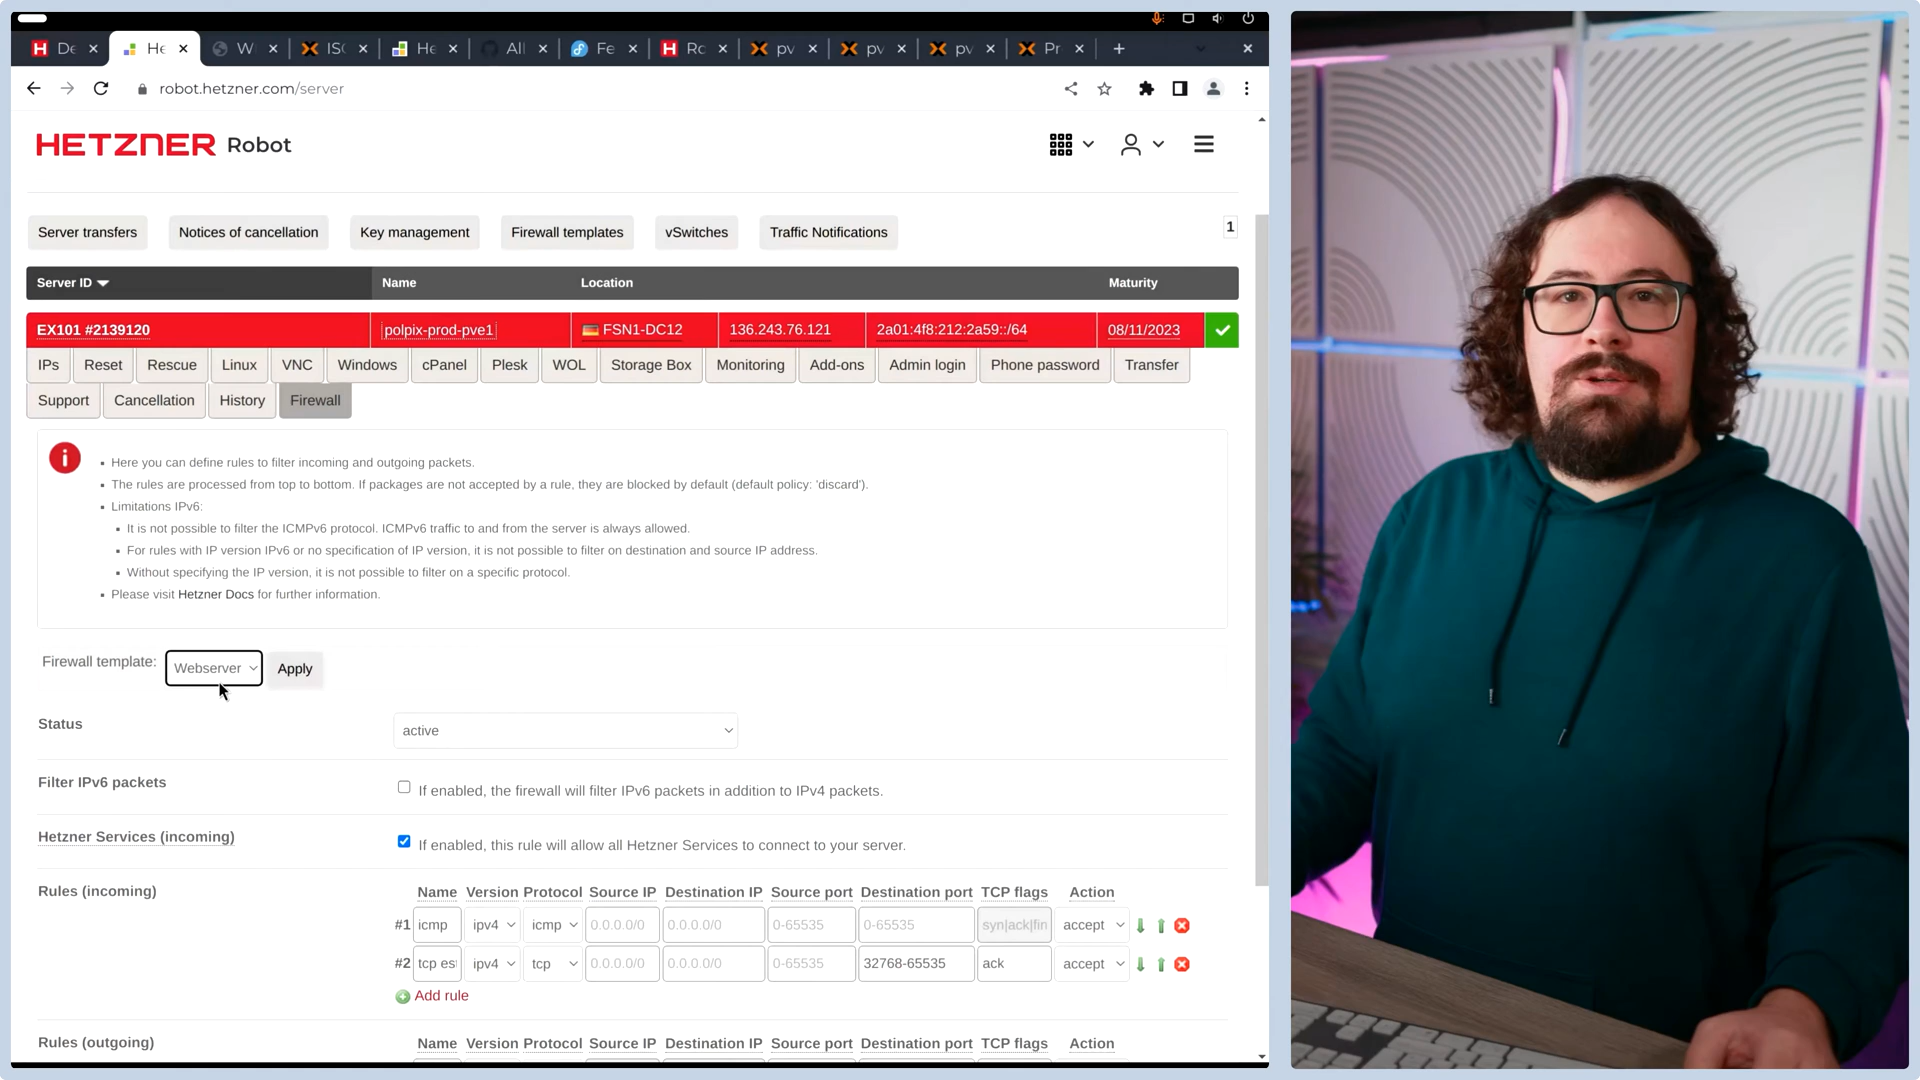 De He W ISO He All Fe Ro pv pv pv Pr
robot.hetzner.com/server
HETZNER Robot
Server transfers Notices of cancellation Key management Firewall templates vSwitches Traffic Notifications 1
Server ID Name Location Maturity
EX101 #2139120 polpix-prod-pve1 FSN1-DC12 136.243.76.121 2a01:4f8:212:2a59::/64 08/11/2023
IPs Reset Rescue Linux VNC Windows cPanel Plesk WOL Storage Box Monitoring Add-ons Admin login Phone password Transfer
Support Cancellation History Firewall
Here you can define rules to filter incoming and outgoing packets.
The rules are processed from top to bottom. If packages are not accepted by a rule, they are blocked by default (default policy: 'discard').
Limitations IPv6:
It is not possible to filter the ICMPv6 protocol. ICMPv6 traffic to and from the server is always allowed.
For rules with IP version IPv6 or no specification of IP version, it is not possible to filter on destination and source IP address.
Without specifying the IP version, it is not possible to filter on a specific protocol.
Please visit Hetzner Docs for further information.
Firewall template: Webserver Apply
Status active
Filter IPv6 packets If enabled, the firewall will filter IPv6 packets in addition to IPv4 packets.
Hetzner Services (incoming) If enabled, this rule will allow all Hetzner Services to connect to your server.
Rules (incoming) Name Version Protocol Source IP Destination IP Source port Destination port TCP flags Action
#1 icmp ipv4 icmp 0.0.0.0/0 0.0.0.0/0 0-65535 0-65535 syn|ack|fin accept
#2 tcp est ipv4 tcp 0.0.0.0/0 0.0.0.0/0 0-65535 32768-65535 ack accept
Add rule
Rules (outgoing) Name Version Protocol Source IP Destination IP Source port Destination port TCP flags Action